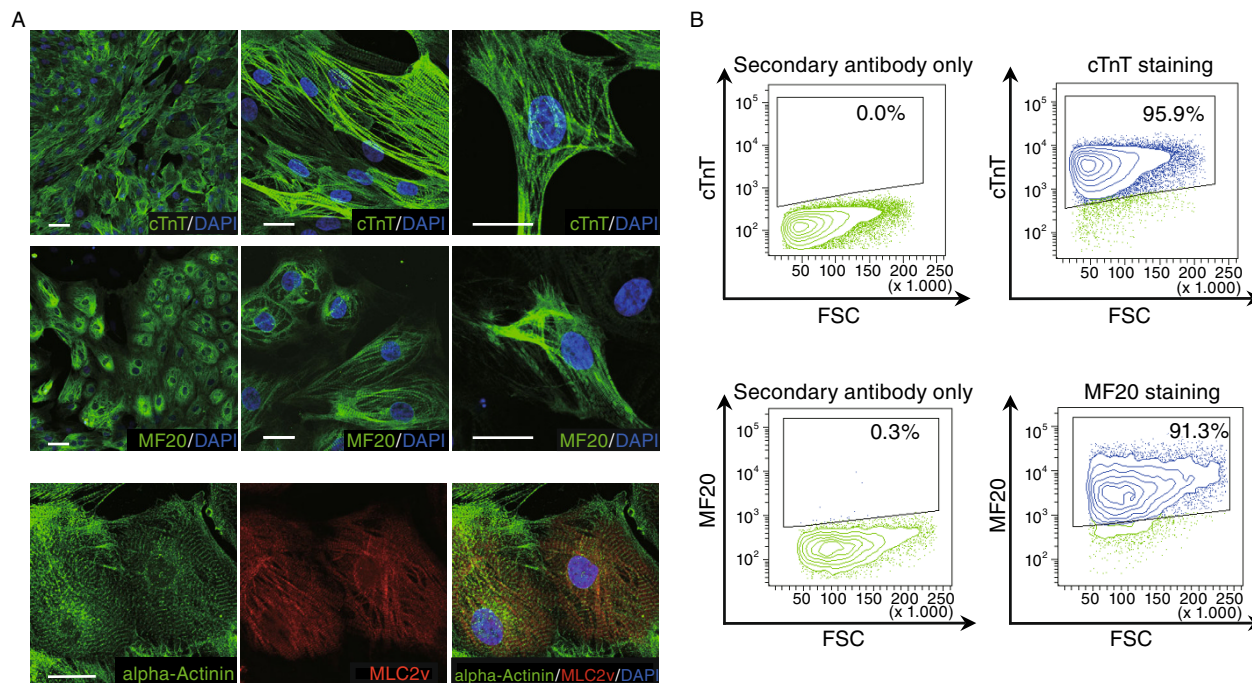 A
cTnT/DAPI
cTnT/DAPI
cTnT/DAPI
MF20/DAPI
MF20/DAPI
MF20/DAPI
alpha-Actinin
MLC2v
alpha-Actinin/MLC2v/DAPI
B
Secondary antibody only
0.0%
cTnT
10⁵
10⁴
10³
10²
50 100 150 200 250
(x 1.000)
FSC
cTnT staining
95.9%
cTnT
10⁵
10⁴
10³
10²
50 100 150 200 250
(x 1.000)
FSC
Secondary antibody only
0.3%
MF20
10⁵
10⁴
10³
10²
50 100 150 200 250
(x 1.000)
FSC
MF20 staining
91.3%
MF20
10⁵
10⁴
10³
10²
50 100 150 200 250
(x 1.000)
FSC